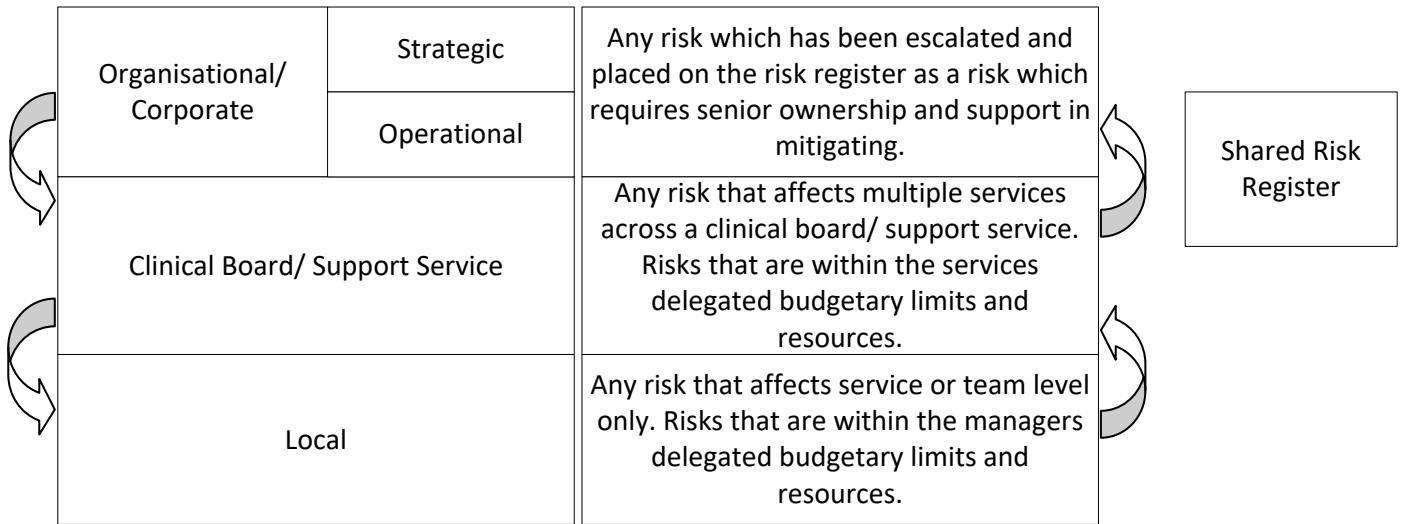 Organisational/
Corporate
Strategic
Operational
Any risk which has been escalated and
placed on the risk register as a risk which
requires senior ownership and support in
mitigating.
Shared Risk
Register
Clinical Board/ Support Service
Any risk that affects multiple services
across a clinical board/ support service.
Risks that are within the services
delegated budgetary limits and
resources.
Local
Any risk that affects service or team level
only. Risks that are within the managers
delegated budgetary limits and
resources.